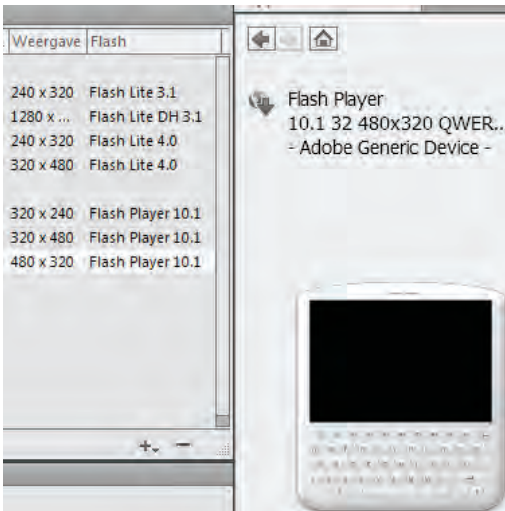 Weergave Flash
240 x 320 Flash Lite 3.1
1280 x ... Flash Lite DH 3.1
240 x 320 Flash Lite 4.0
320 x 480 Flash Lite 4.0
320 x 240 Flash Player 10.1
320 x 480 Flash Player 10.1
480 x 320 Flash Player 10.1
Flash Player
10.1 32 480x320 QWER..
- Adobe Generic Device -